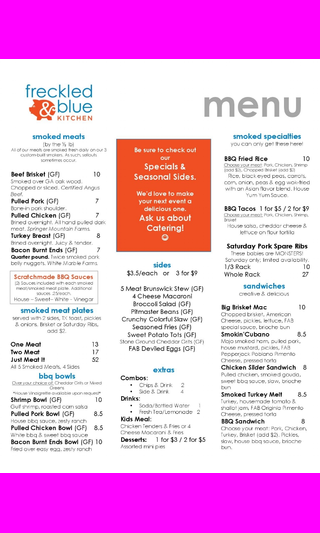 freckled
& blue
KITCHEN
menu
smoked meats
(by the ½ lb)
All of our meats are smoked fresh daily on our 2
custom-built smokers. As such, sellouts
sometimes occur.
Beef Brisket (GF) 10
Smoked over GA oak wood.
Chopped or sliced. Certified Angus
Beef.
Pulled Pork (GF) 7
Bone-in pork shoulder.
Pulled Chicken (GF) 7
Brined overnight. All hand pulled dark
meat. Springer Mountain Farms.
Turkey Breast (GF) 8
Brined overnight. Juicy & tender.
Bacon Burnt Ends (GF) 7
Quarter pound. Twice smoked pork
belly nuggets. White Marble Farms.
Scratchmade BBQ Sauces
(2) Sauces included with each smoked
meat/smoked meat plate. Additional
sauces .25/each.
House - Sweet - White - Vinegar
smoked meat plates
served with 2 sides, TX toast, pickles
& onions. Brisket or Saturday Ribs,
add $2.
One Meat 13
Two Meat 17
Just Meat It! 52
All 5 Smoked Meats, 4 Sides
bbq bowls
Over your choice of: Cheddar Grits or Mixed
Greens
*House Vinaigrette available upon request*
Shrimp Bowl (GF) 10
Gulf shrimp, roasted corn salsa
Pulled Pork Bowl (GF) 8.5
House bbq sauce, zesty ranch
Pulled Chicken Bowl (GF) 8.5
White bbq & sweet bbq sauce
Bacon Burnt Ends Bowl (GF) 10
Fried over easy egg, zesty ranch
Be sure to check out
our
Specials &
Seasonal Sides.
We'd love to make
your next event a
delicious one.
Ask us about
Catering!
sides
$3.5/each or 3 for $9
5 Meat Brunswick Stew (GF)
4 Cheese Macaroni
Broccoli Salad (GF)
Pitmaster Beans (GF)
Crunchy Colorful Slaw (GF)
Seasoned Fries (GF)
Sweet Potato Tots (GF)
Stone Ground Cheddar Grits (GF)
FAB Deviled Eggs (GF)
extras
Combos:
• Chips & Drink 2
• Side & Drink 4
Drinks:
• Soda/Bottled Water 1
• Fresh Tea/Lemonade 2
Kids Meal:
Chicken Tenders & Fries or 4
Cheese Macaroni & Fries
Desserts: 1 for $3 / 2 for $5
Assorted mini pies
smoked specialties
you can only get these here!
BBQ Fried Rice 10
Choose your meat: Pork, Chicken, Shrimp
(add $2), Chopped Brisket (add $2)
Rice, black eyed peas, carrots,
corn, onion, peas & egg wok-fried
with an Asian flavor blend. House
Yum Yum Sauce.
BBQ Tacos 1 for $5 / 2 for $9
Choose your meat: Pork, Chicken, Shrimp,
Brisket
House salsa, cheddar cheese &
lettuce on flour tortilla
Saturday Pork Spare Ribs
These babies are MONSTERS!
Saturday only. limited availability
1/3 Rack 10
Whole Rack 27
sandwiches
creative & delicious
Big Brisket Mac 10
Chopped brisket, American
cheese, pickles, lettuce, FAB
special sauce, brioche bun
Smokin'Cubano 8.5
Mojo smoked ham, pulled pork,
house mustard, pickles, FAB
Pepperjack Pimiento Pimento
Cheese, pressed torta
Chicken Slider Sandwich 8
Pulled chicken, smoked gouda,
sweet bbq sauce, slaw, brioche
bun
Smoked Turkey Melt 8.5
Turkey, housemade tomato &
shallot jam, FAB Virginia Pimento
Cheese, pressed torta
BBQ Sandwich 8
Choose your meat: Pork, Chicken,
Turkey, Brisket (add $2). Pickles,
slaw, house bbq sauce, brioche
bun.